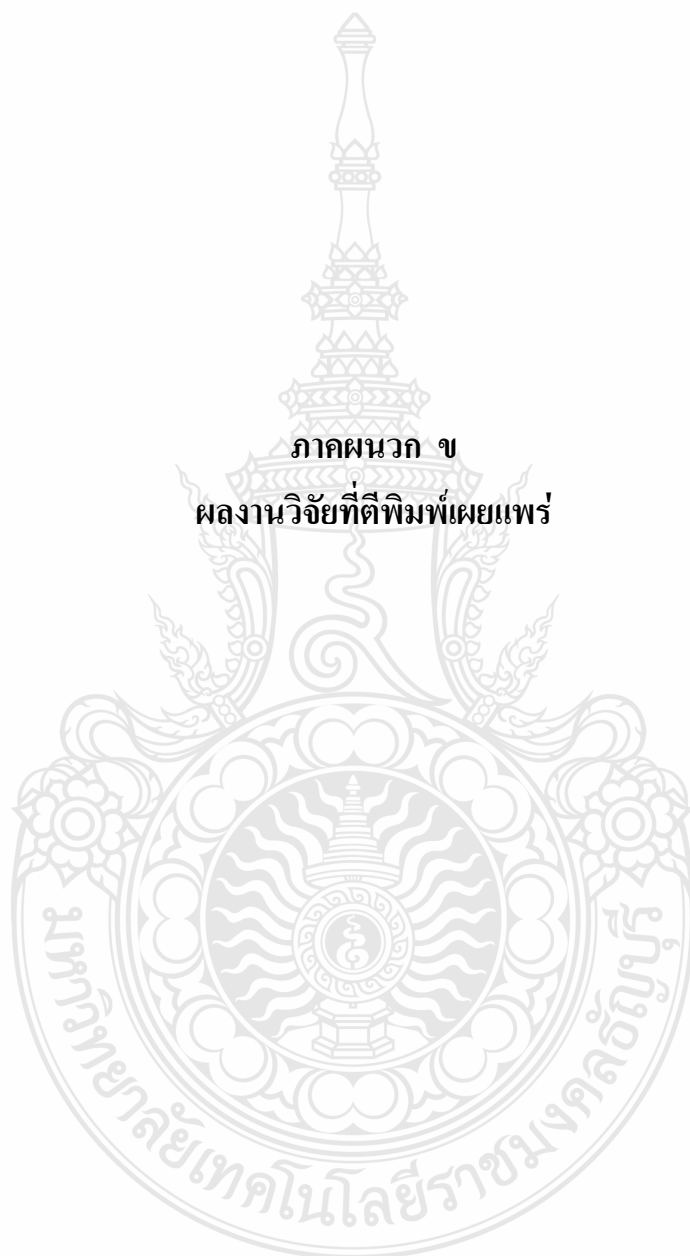 ภาคผนวก ข
ผลงานวิจัยที่ตีพิมพ์เผยแพร่
มหาวิทยาลัยเทคโนโลยีราชมงคลธัญบุรี